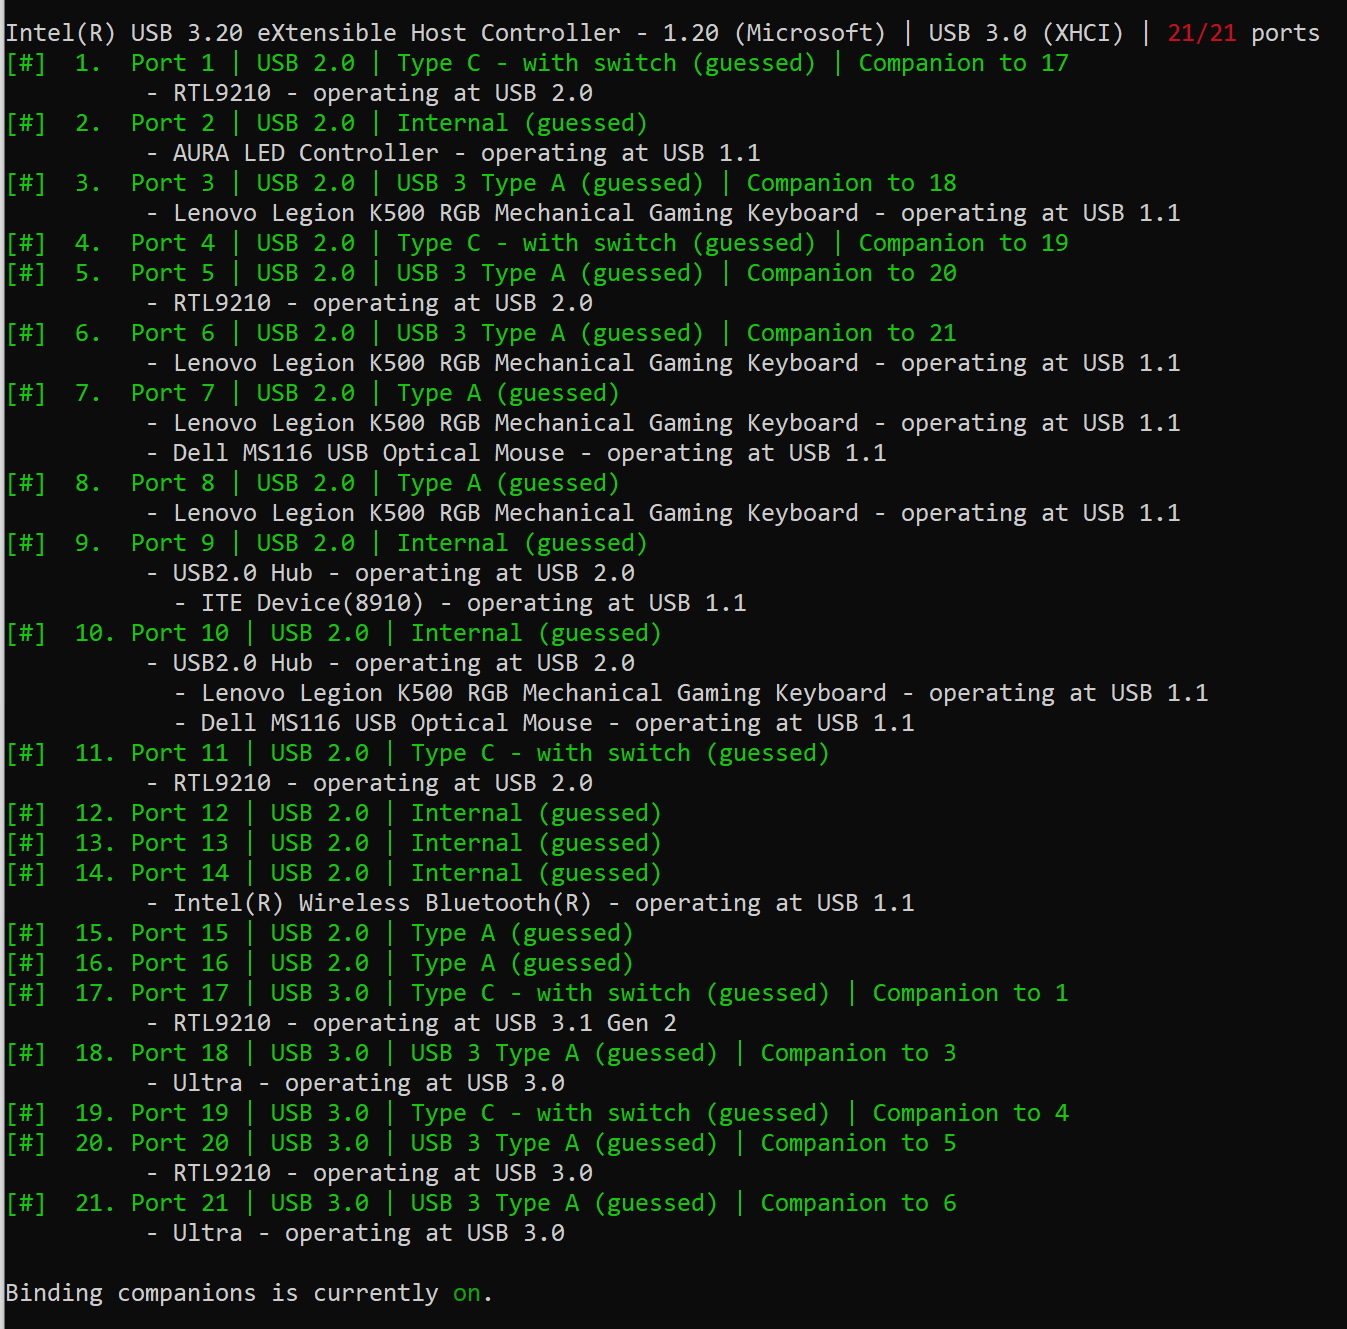 Intel(R) USB 3.20 eXtensible Host Controller - 1.20 (Microsoft) | USB 3.0 (XHCI) | 21/21 ports
[#] 1. Port 1 | USB 2.0 | Type C - with switch (guessed) | Companion to 17
- RTL9210 - operating at USB 2.0
[#] 2. Port 2 | USB 2.0 | Internal (guessed)
- AURA LED Controller - operating at USB 1.1
[#] 3. Port 3 | USB 2.0 | USB 3 Type A (guessed) | Companion to 18
- Lenovo Legion K500 RGB Mechanical Gaming Keyboard - operating at USB 1.1
[#] 4. Port 4 | USB 2.0 | Type C - with switch (guessed) | Companion to 19
[#] 5. Port 5 | USB 2.0 | USB 3 Type A (guessed) | Companion to 20
- RTL9210 - operating at USB 2.0
[#] 6. Port 6 | USB 2.0 | USB 3 Type A (guessed) | Companion to 21
- Lenovo Legion K500 RGB Mechanical Gaming Keyboard - operating at USB 1.1
[#] 7. Port 7 | USB 2.0 | Type A (guessed)
- Lenovo Legion K500 RGB Mechanical Gaming Keyboard - operating at USB 1.1
- Dell MS116 USB Optical Mouse - operating at USB 1.1
[#] 8. Port 8 | USB 2.0 | Type A (guessed)
- Lenovo Legion K500 RGB Mechanical Gaming Keyboard - operating at USB 1.1
[#] 9. Port 9 | USB 2.0 | Internal (guessed)
- USB2.0 Hub - operating at USB 2.0
- ITE Device(8910) - operating at USB 1.1
[#] 10. Port 10 | USB 2.0 | Internal (guessed)
- USB2.0 Hub - operating at USB 2.0
- Lenovo Legion K500 RGB Mechanical Gaming Keyboard - operating at USB 1.1
- Dell MS116 USB Optical Mouse - operating at USB 1.1
[#] 11. Port 11 | USB 2.0 | Type C - with switch (guessed)
- RTL9210 - operating at USB 2.0
[#] 12. Port 12 | USB 2.0 | Internal (guessed)
[#] 13. Port 13 | USB 2.0 | Internal (guessed)
[#] 14. Port 14 | USB 2.0 | Internal (guessed)
- Intel(R) Wireless Bluetooth(R) - operating at USB 1.1
[#] 15. Port 15 | USB 2.0 | Type A (guessed)
[#] 16. Port 16 | USB 2.0 | Type A (guessed)
[#] 17. Port 17 | USB 3.0 | Type C - with switch (guessed) | Companion to 1
- RTL9210 - operating at USB 3.1 Gen 2
[#] 18. Port 18 | USB 3.0 | USB 3 Type A (guessed) | Companion to 3
- Ultra - operating at USB 3.0
[#] 19. Port 19 | USB 3.0 | Type C - with switch (guessed) | Companion to 4
[#] 20. Port 20 | USB 3.0 | USB 3 Type A (guessed) | Companion to 5
- RTL9210 - operating at USB 3.0
[#] 21. Port 21 | USB 3.0 | USB 3 Type A (guessed) | Companion to 6
- Ultra - operating at USB 3.0
Binding companions is currently on.